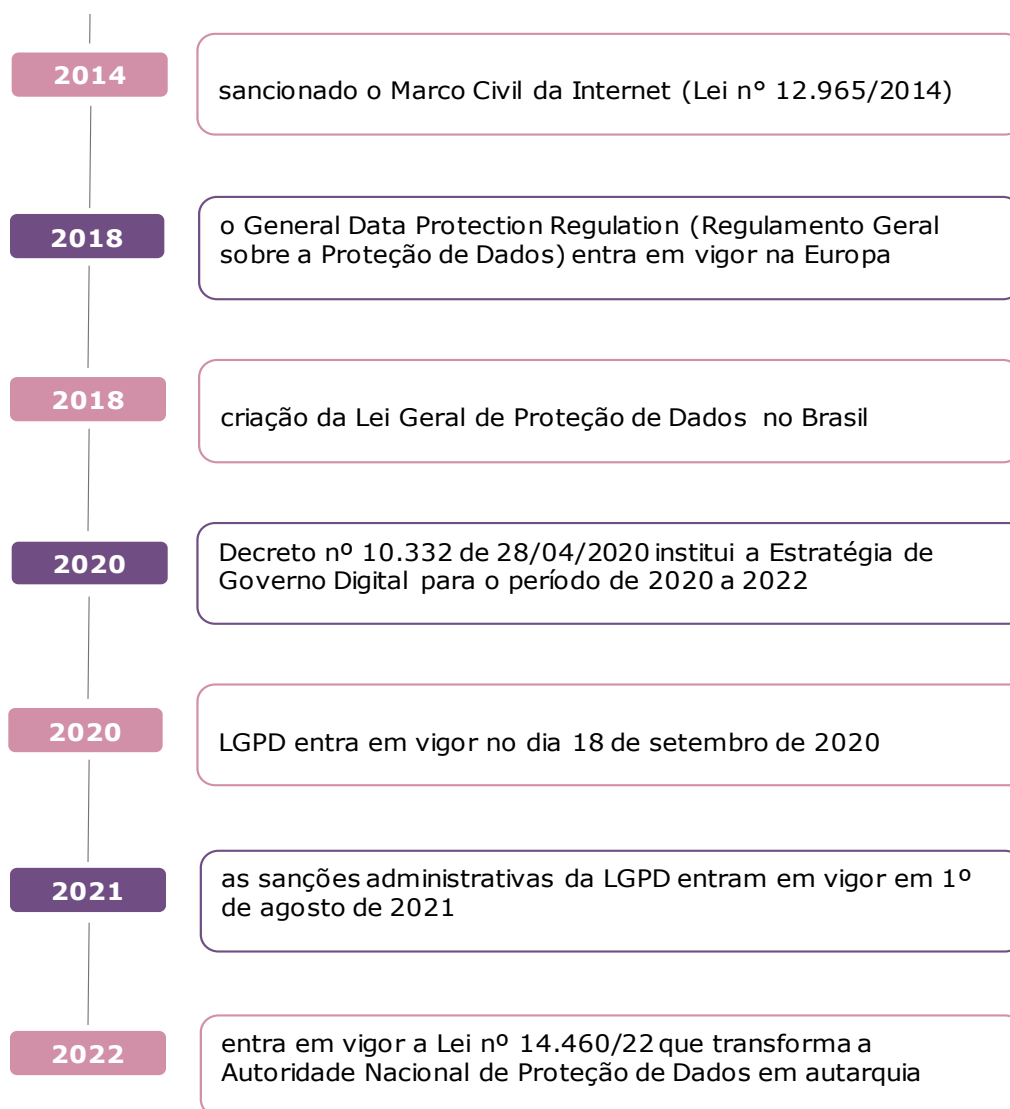 2014
sancionado o Marco Civil da Internet (Lei n° 12.965/2014)
2018
o General Data Protection Regulation (Regulamento Geral
sobre a Proteção de Dados) entra em vigor na Europa
2018
criação da Lei Geral de Proteção de Dados no Brasil
2020
Decreto nº 10.332 de 28/04/2020 institui a Estratégia de
Governo Digital para o período de 2020 a 2022
2020
LGPD entra em vigor no dia 18 de setembro de 2020
2021
as sanções administrativas da LGPD entram em vigor em 1º
de agosto de 2021
2022
entra em vigor a Lei nº 14.460/22 que transforma a
Autoridade Nacional de Proteção de Dados em autarquia